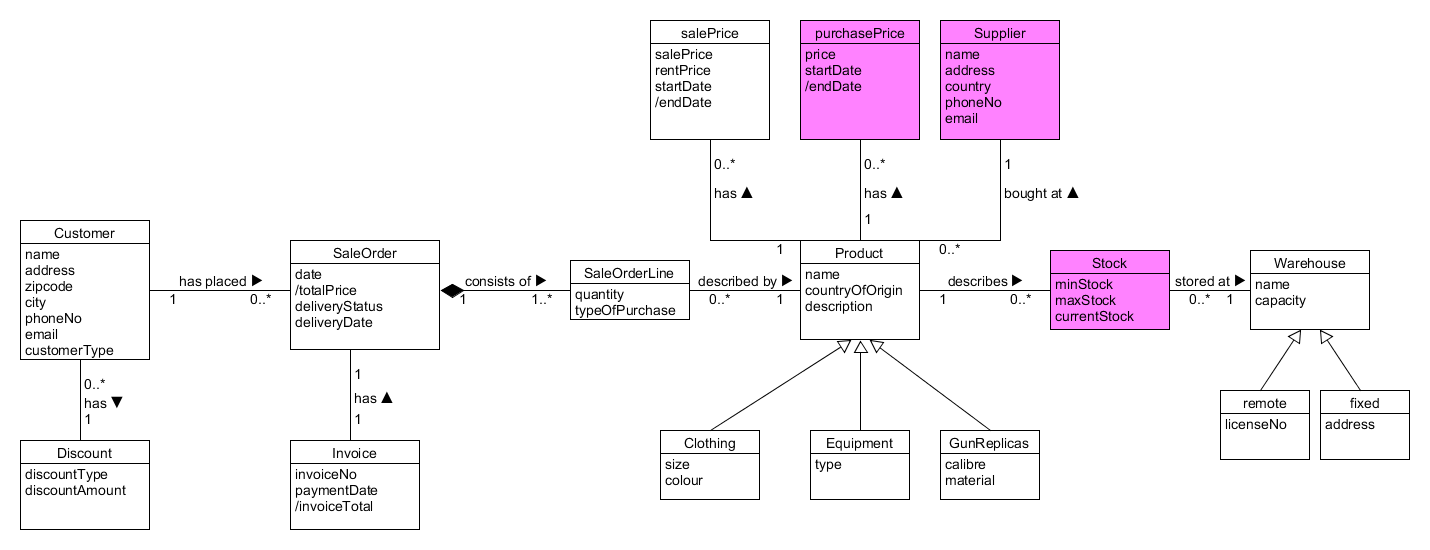 salePrice
salePrice
rentPrice
startDate
/endDate
purchasePrice
price
startDate
/endDate
Supplier
name
address
country
phoneNo
email
0..*
has ▲
1
0..*
has ▲
1
1
bought at ▲
0..*
Customer
name
address
zipcode
city
phoneNo
email
customerType
has placed ▶
1
0..*
SaleOrder
date
/totalPrice
deliveryStatus
deliveryDate
consists of ▶
1
1..*
SaleOrderLine
quantity
typeOfPurchase
described by ▶
0..*
1
Product
name
countryOfOrigin
description
describes ▶
1
0..*
Stock
minStock
maxStock
currentStock
stored at ▶
0..*
1
Warehouse
name
capacity
0..*
has ▼
1
1
has ▲
1
Discount
discountType
discountAmount
Invoice
invoiceNo
paymentDate
/invoiceTotal
Clothing
size
colour
Equipment
type
GunReplicas
calibre
material
remote
licenseNo
fixed
address